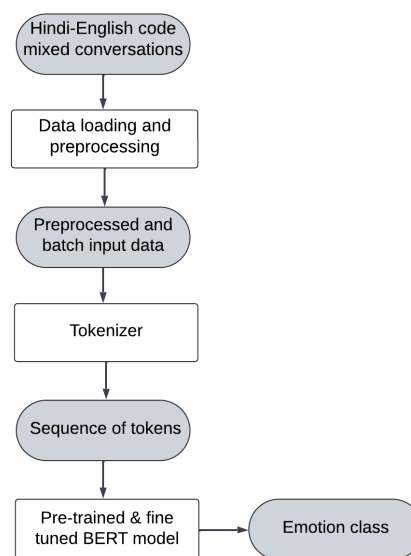 Hindi-English code
mixed conversations
Data loading and
preprocessing
Preprocessed and
batch input data
Tokenizer
Sequence of tokens
Pre-trained & fine
tuned BERT model
Emotion class